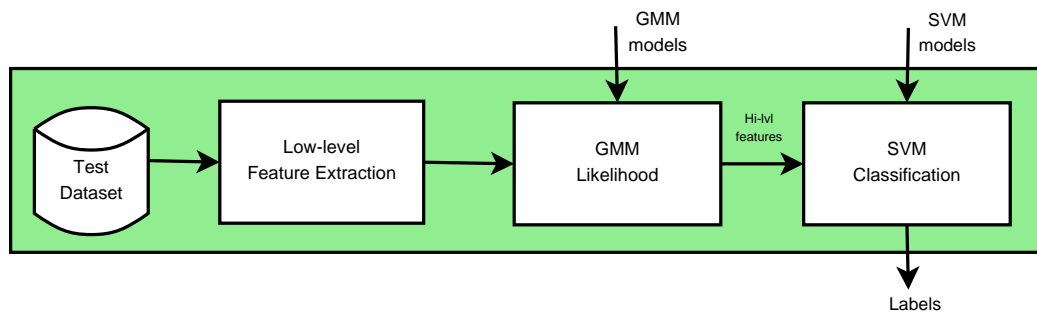 GMM
models
SVM
models
Test
Dataset
Low-level
Feature Extraction
GMM
Likelihood
Hi-lvl
features
SVM
Classification
Labels